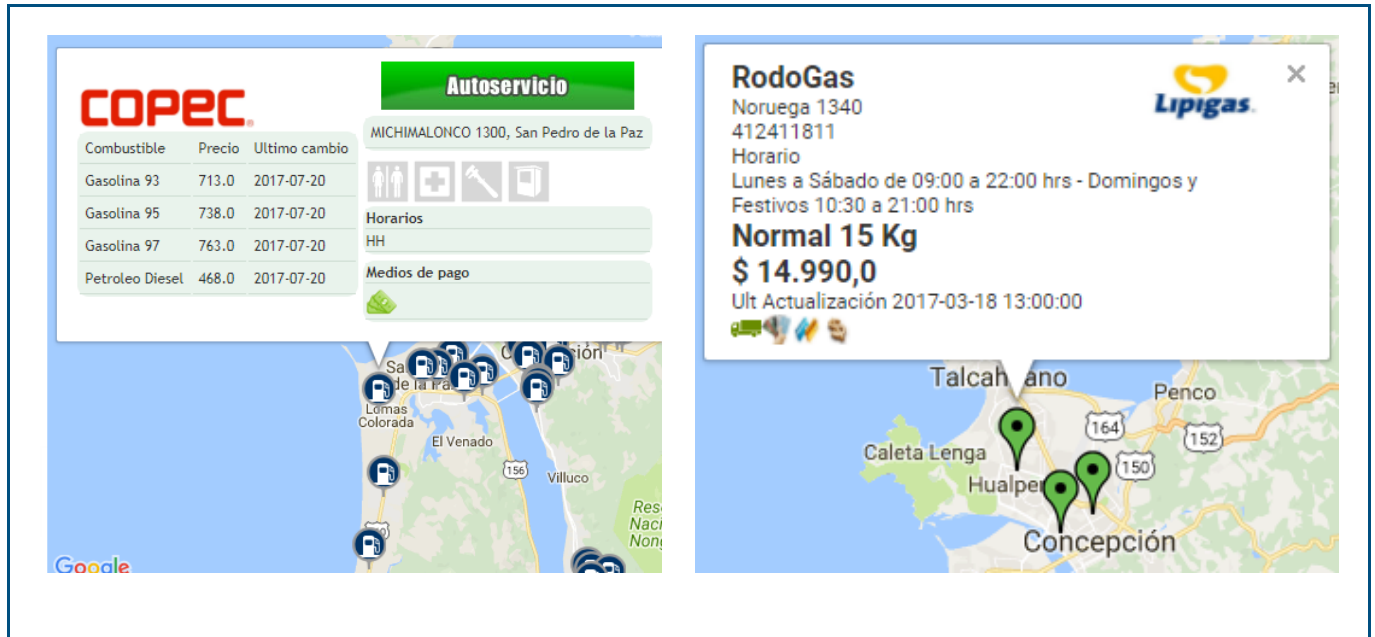 COPEC.
Autoservicio
MICHIMALONCO 1300, San Pedro de la Paz
Combustible Precio Ultimo cambio
Gasolina 93 713.0 2017-07-20
Gasolina 95 738.0 2017-07-20
Gasolina 97 763.0 2017-07-20
Petroleo Diesel 468.0 2017-07-20
Horarios
HH
Medios de pago
Lomas
Colorada
El Venado
156
Villuco
Google
RodoGas
Noruega 1340
412411811
Horario
Lunes a Sábado de 09:00 a 22:00 hrs - Domingos y
Festivos 10:30 a 21:00 hrs
Normal 15 Kg
$ 14.990,0
Ult Actualización 2017-03-18 13:00:00
Lipigas.
Penco
164
152
Caleta Lenga
150
Concepción